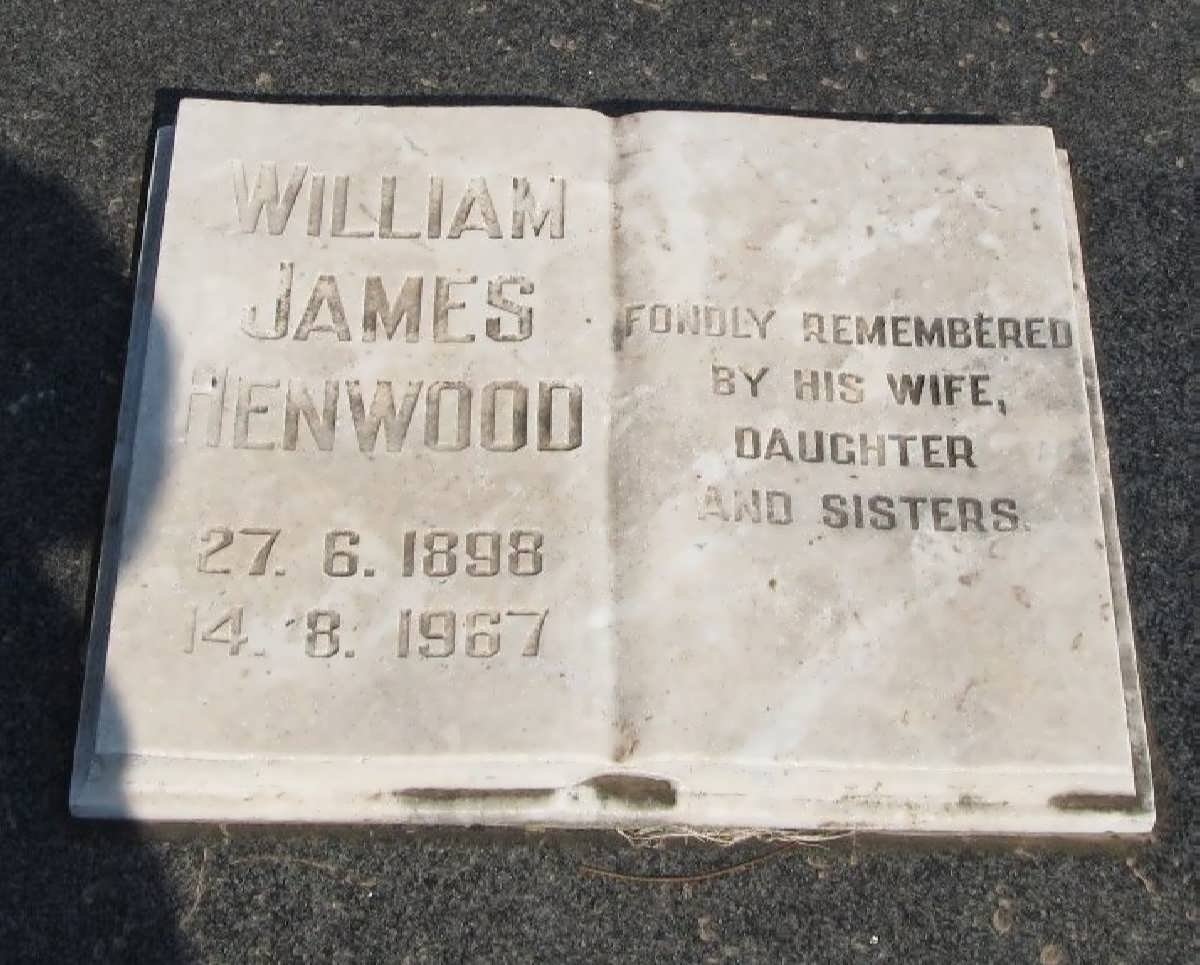 WILLIAM
JAMES
HENWOOD
27. 6. 1898
14. 8. 1967
FONDLY REMEMBERED
BY HIS WIFE,
DAUGHTER
AND SISTERS.